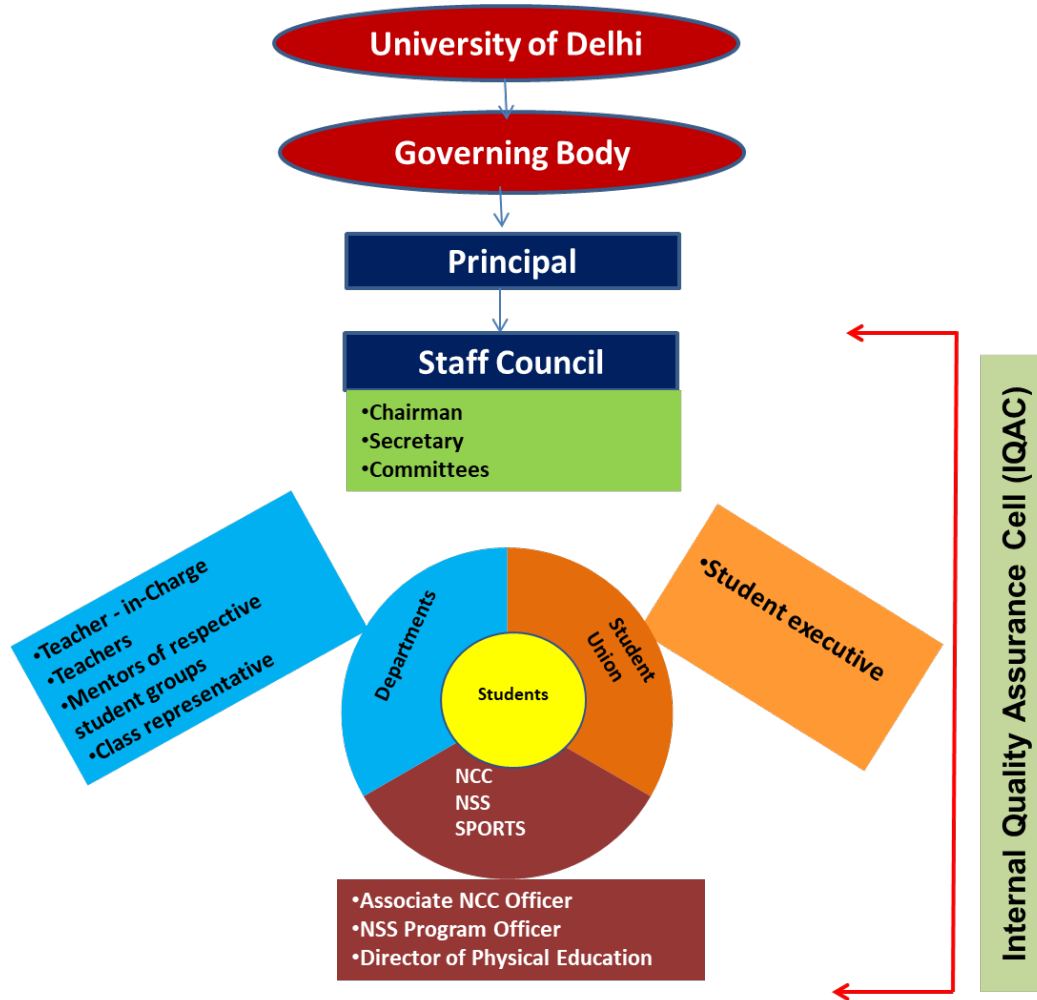 University of Delhi
Governing Body
Principal
Staff Council
•Chairman
•Secretary
•Committees
•Teacher - in-Charge
•Teachers
•Mentors of respective
student groups
•Class representative
Departments
Student
Union
Students
NCC
NSS
SPORTS
•Student executive
•Associate NCC Officer
•NSS Program Officer
•Director of Physical Education
Internal Quality Assurance Cell (IQAC)